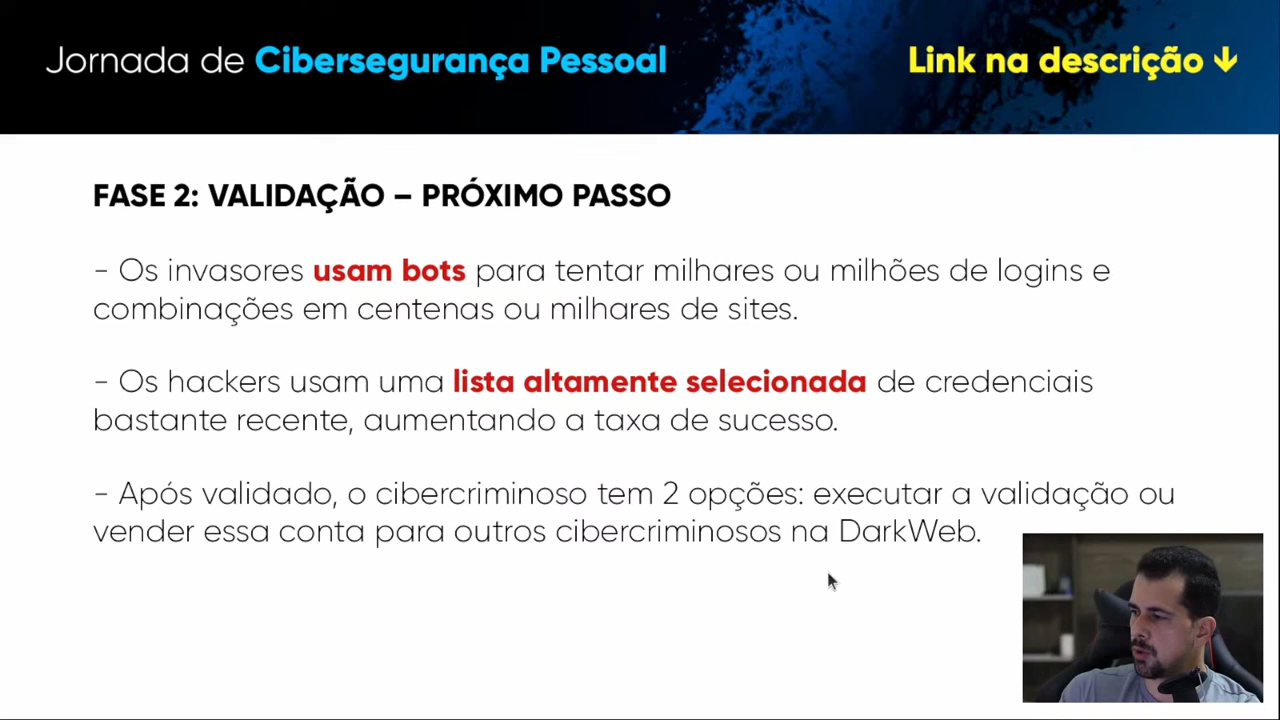 Jornada de Cibersegurança Pessoal
Link na descrição ↓
FASE 2: VALIDAÇÃO – PRÓXIMO PASSO
- Os invasores usam bots para tentar milhares ou milhões de logins e
combinações em centenas ou milhares de sites.
- Os hackers usam uma lista altamente selecionada de credenciais
bastante recente, aumentando a taxa de sucesso.
- Após validado, o cibercriminoso tem 2 opções: executar a validação ou
vender essa conta para outros cibercriminosos na DarkWeb.